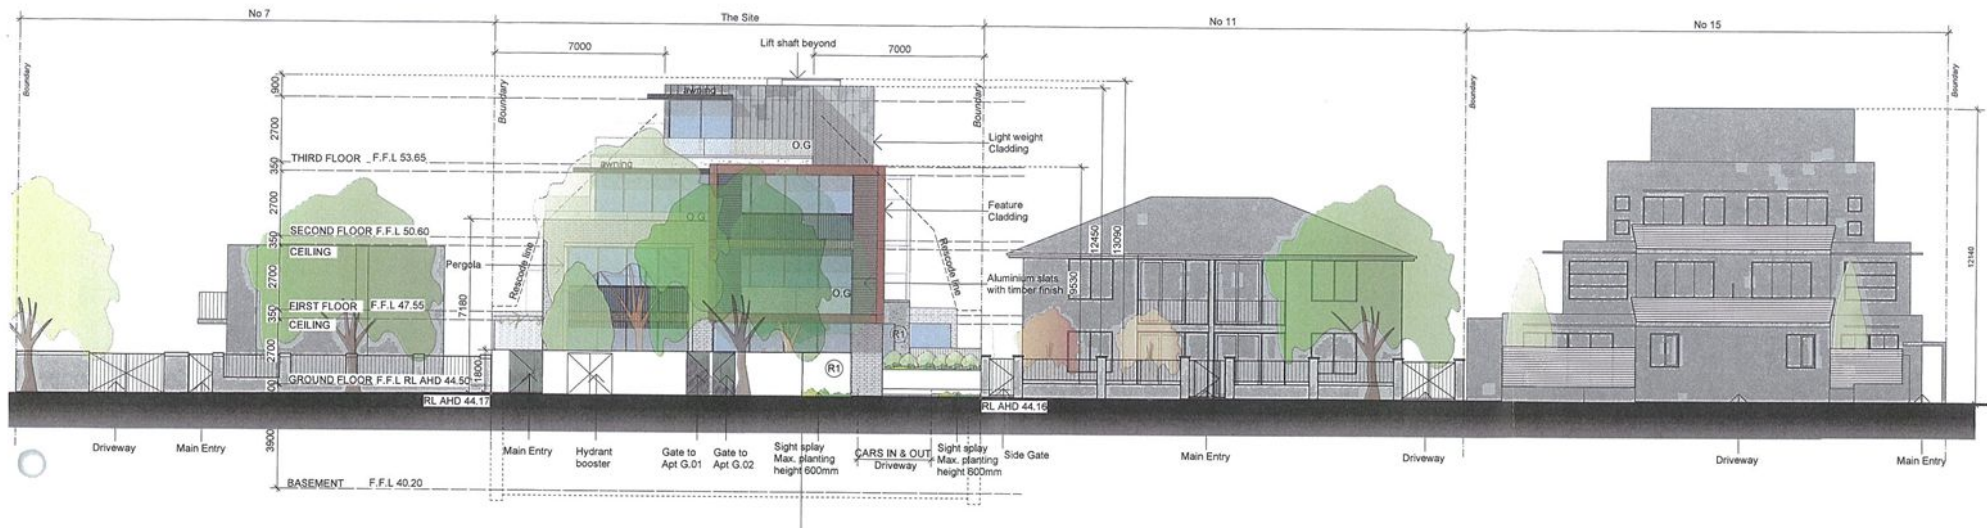 No 7
The Site
No 11
No 15
Boundary
Boundary
Boundary
Boundary
Boundary
7000
Lift shaft beyond
7000
900
2700
350
2700
350
2700
350
2700
900
3900
awning
O.G
Light weight
Cladding
THIRD FLOOR F.F.L 53.65
awning
O.G
Feature
Cladding
SECOND FLOOR F.F.L 50.60
CEILING
Pergola
Rescode line
Rescode line
7180
O.G
Aluminium slats
with timber finish
9530
12450
13090
12140
FIRST FLOOR F.F.L 47.55
CEILING
R1
R1
1800
GROUND FLOOR F.F.L RL AHD 44.50
RL AHD 44.17
RL AHD 44.16
Driveway
Main Entry
Main Entry
Hydrant
booster
Gate to
Apt G.01
Gate to
Apt G.02
Sight splay
Max. planting
height 600mm
CARS IN & OUT
Driveway
Sight splay
Max. planting
height 600mm
Side Gate
Main Entry
Driveway
Driveway
Main Entry
BASEMENT F.F.L 40.20